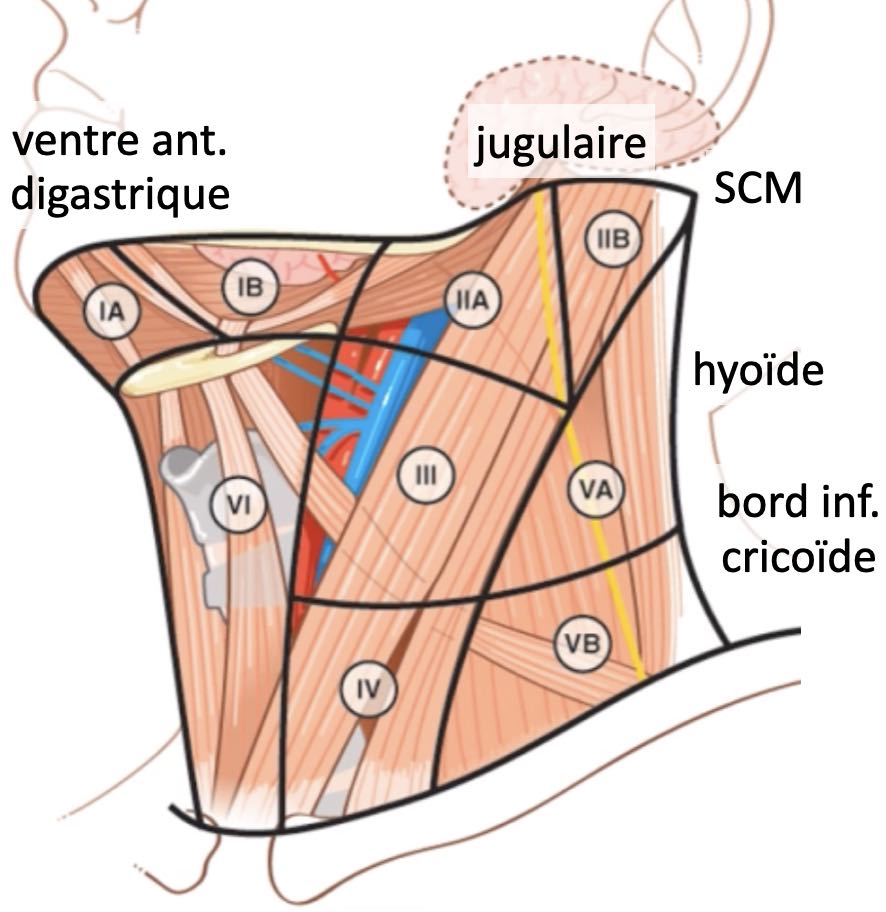 ventre ant.
digastrique
jugulaire
SCM
IIB
IB
IA
IIA
hyoïde
III
VA
VI
bord inf.
cricoïde
VB
IV